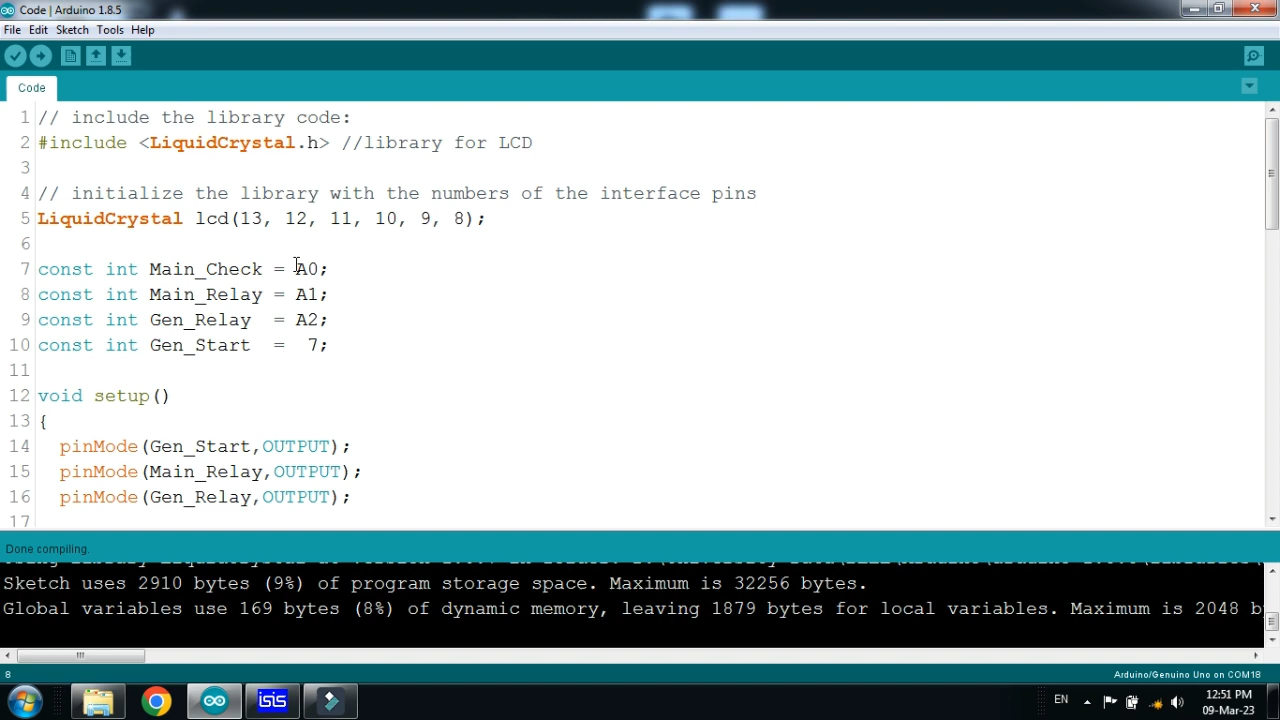 Code | Arduino 1.8.5
File Edit Sketch Tools Help
Code
1 // include the library code:
2 #include <LiquidCrystal.h> //library for LCD
3
4 // initialize the library with the numbers of the interface pins
5 LiquidCrystal lcd(13, 12, 11, 10, 9, 8);
6
7 const int Main_Check = A0;
8 const int Main_Relay = A1;
9 const int Gen_Relay  = A2;
10 const int Gen_Start  =  7;
11
12 void setup()
13 {
14   pinMode(Gen_Start,OUTPUT);
15   pinMode(Main_Relay,OUTPUT);
16   pinMode(Gen_Relay,OUTPUT);
17
Done compiling.
Sketch uses 2910 bytes (9%) of program storage space. Maximum is 32256 bytes.
Global variables use 169 bytes (8%) of dynamic memory, leaving 1879 bytes for local variables. Maximum is 2048 b
8 Arduino/Genuino Uno on COM18
isis
EN
12:51 PM
09-Mar-23